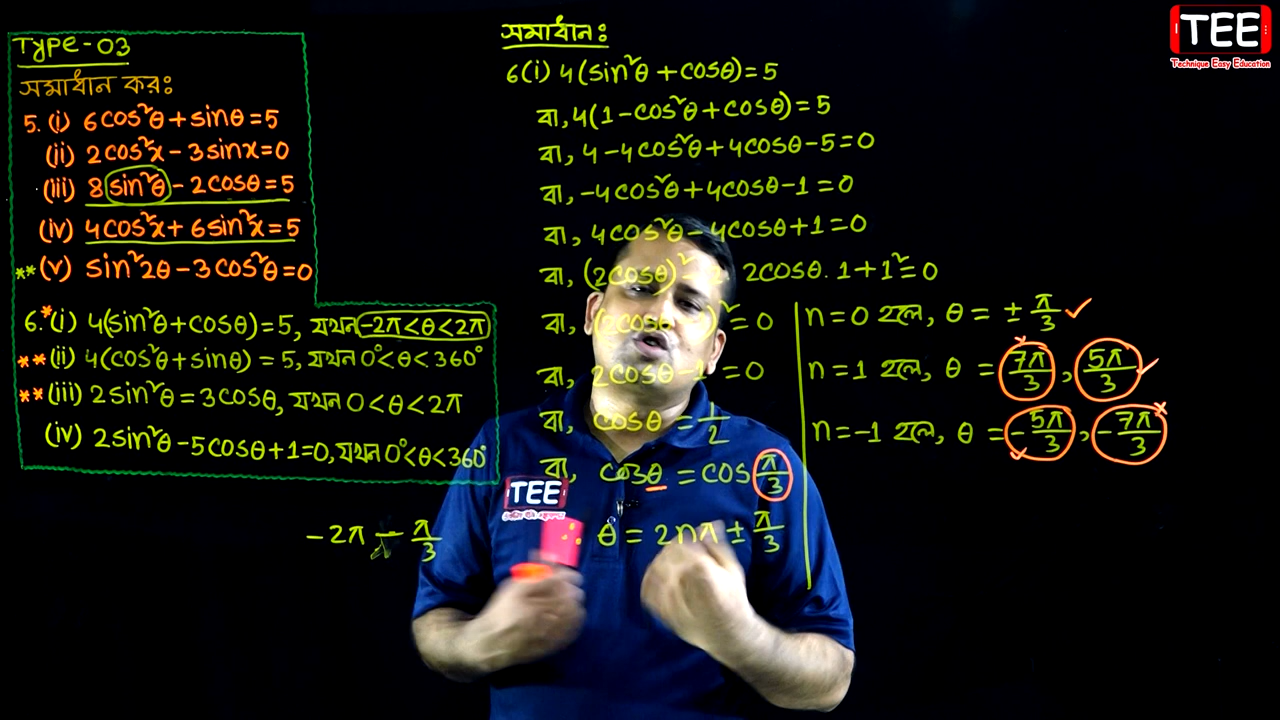 TEE
Technique Easy Education
Type-03
সমাধান করঃ
5. (i) 6cos²θ+sinθ=5
(ii) 2cos²x-3sinx=0
(iii) 8sin²θ-2cosθ=5
(iv) 4cos²x+6sin²x=5
**(v) sin²2θ-3cos²θ=0
6.*(i) 4(sin²θ+cosθ)=5, যখন -2π<θ<2π
**(ii) 4(cos²θ+sinθ)=5, যখন 0°<θ<360°
**(iii) 2sin²θ=3cosθ, যখন 0<θ<2π
(iv) 2sin²θ-5cosθ+1=0, যখন 0°<θ<360°
-2π-π/3
সমাধানঃ
6(i) 4(sin²θ+cosθ)=5
বা, 4(1-cos²θ+cosθ)=5
বা, 4-4cos²θ+4cosθ-5=0
বা, -4cos²θ+4cosθ-1=0
বা, 4cos²θ-4cosθ+1=0
বা, (2cosθ)² 2cosθ.1+1²=0
বা, (2cosθ )²=0
বা, 2cosθ-1=0
বা, cosθ=1/2
বা, cosθ=cos π/3
∴ θ=2nπ±π/3
n=0 হলে, θ=±π/3
n=1 হলে, θ=7π/3, 5π/3
n=-1 হলে, θ=-5π/3, -7π/3
TEE